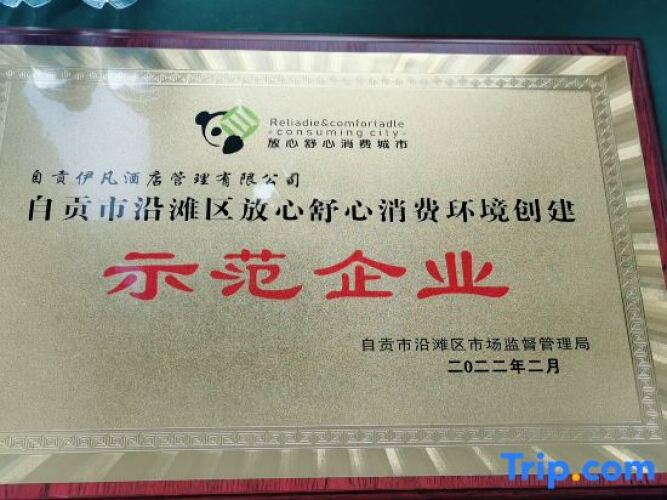 Reliadie&comfortadle
-consuming city-
放心舒心消费城市
自贡伊凡酒店管理有限公司
自贡市沿滩区放心舒心消费环境创建
示范企业
自贡市沿滩区市场监督管理局
二〇二二年二月
Trip.com